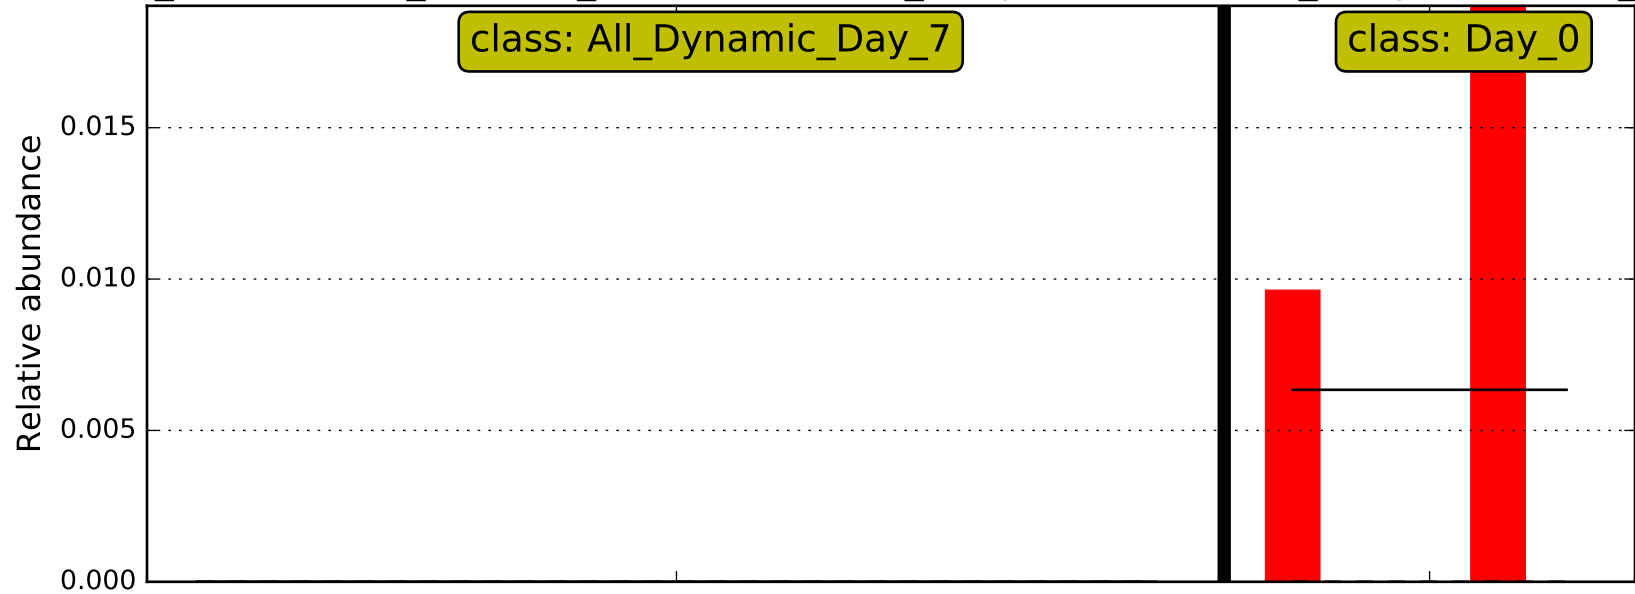 class: All_Dynamic_Day_7
class: Day_0
0.015
0.010
0.005
0.000
Relative abundance